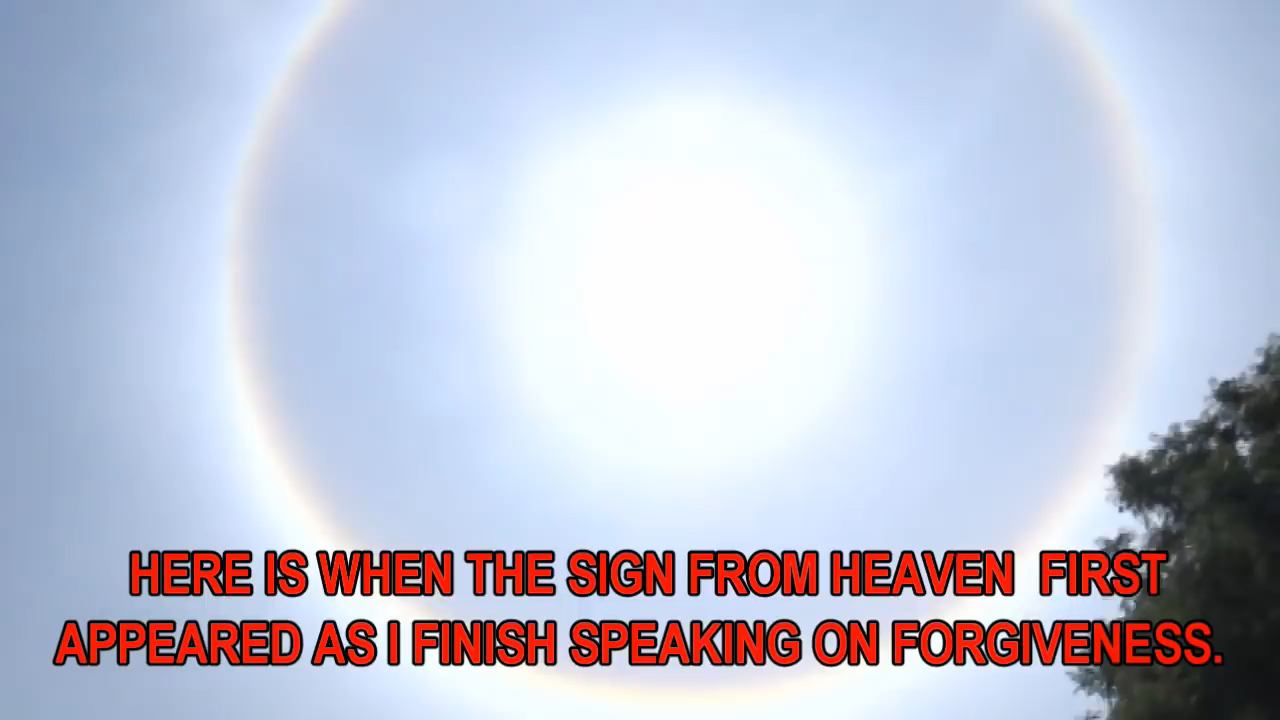 HERE IS WHEN THE SIGN FROM HEAVEN  FIRST
APPEARED AS I FINISH SPEAKING ON FORGIVENESS.